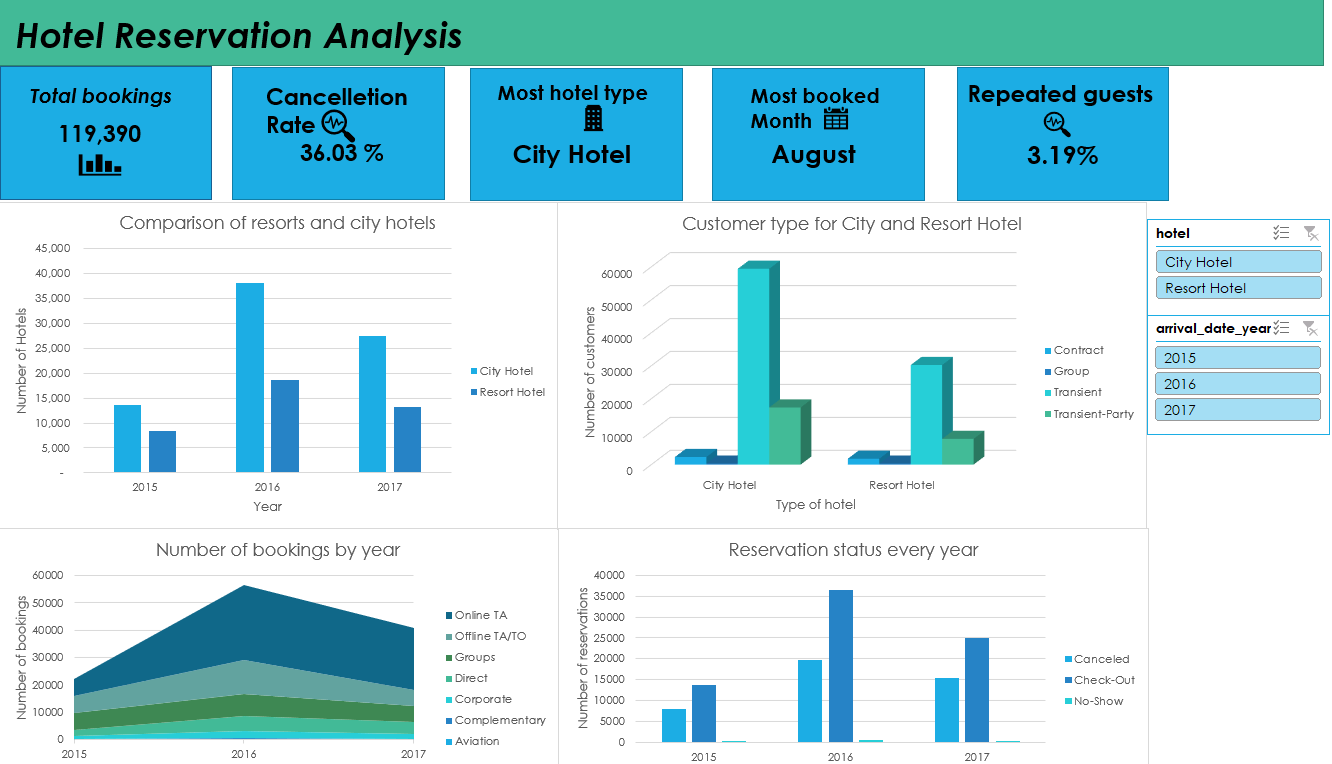 Hotel Reservation Analysis
Total bookings
119,390
Cancelletion
Rate
36.03 %
Most hotel type
City Hotel
Most booked
Month
August
Repeated guests
3.19%
Comparison of resorts and city hotels
Number of Hotels
45,000
40,000
35,000
30,000
25,000
20,000
15,000
10,000
5,000
-
2015
2016
2017
Year
City Hotel
Resort Hotel
Customer type for City and Resort Hotel
Number of customers
60000
50000
40000
30000
20000
10000
0
City Hotel
Resort Hotel
Type of hotel
Contract
Group
Transient
Transient-Party
hotel
City Hotel
Resort Hotel
arrival_date_year
2015
2016
2017
Number of bookings by year
Number of bookings
60000
50000
40000
30000
20000
10000
0
2015
2016
2017
Online TA
Offline TA/TO
Groups
Direct
Corporate
Complementary
Aviation
Reservation status every year
Number of reservations
40000
35000
30000
25000
20000
15000
10000
5000
0
2015
2016
2017
Canceled
Check-Out
No-Show